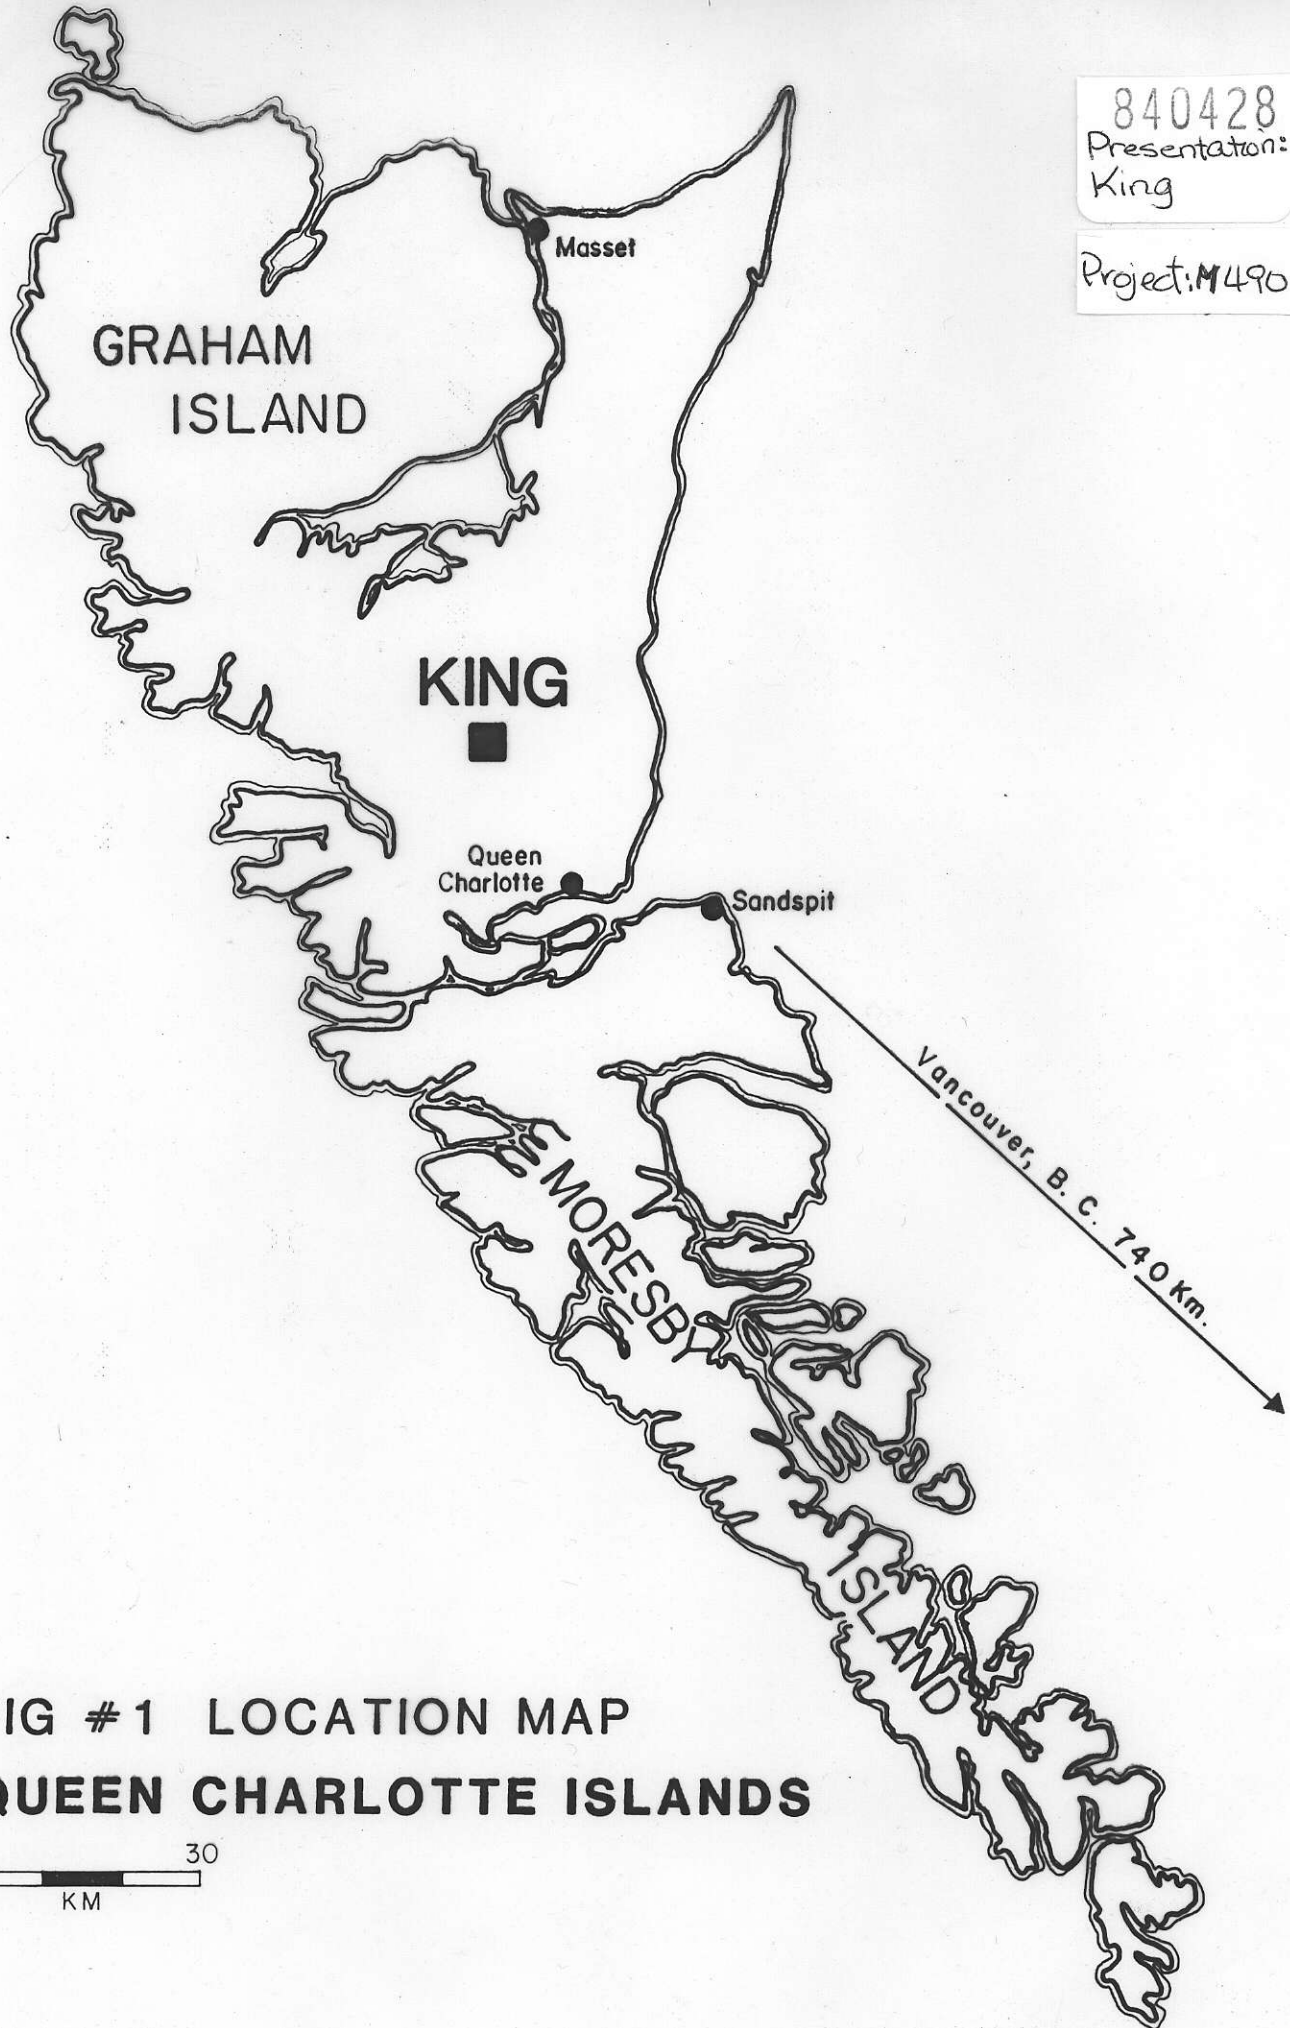 840428
Presentation:
King
Project: M490
Masset
GRAHAM
ISLAND
KING
Queen
Charlotte
Sandspit
Vancouver, B. C. 740 Km.
MORESBY
ISLAND
IG #1 LOCATION MAP
QUEEN CHARLOTTE ISLANDS
30
KM